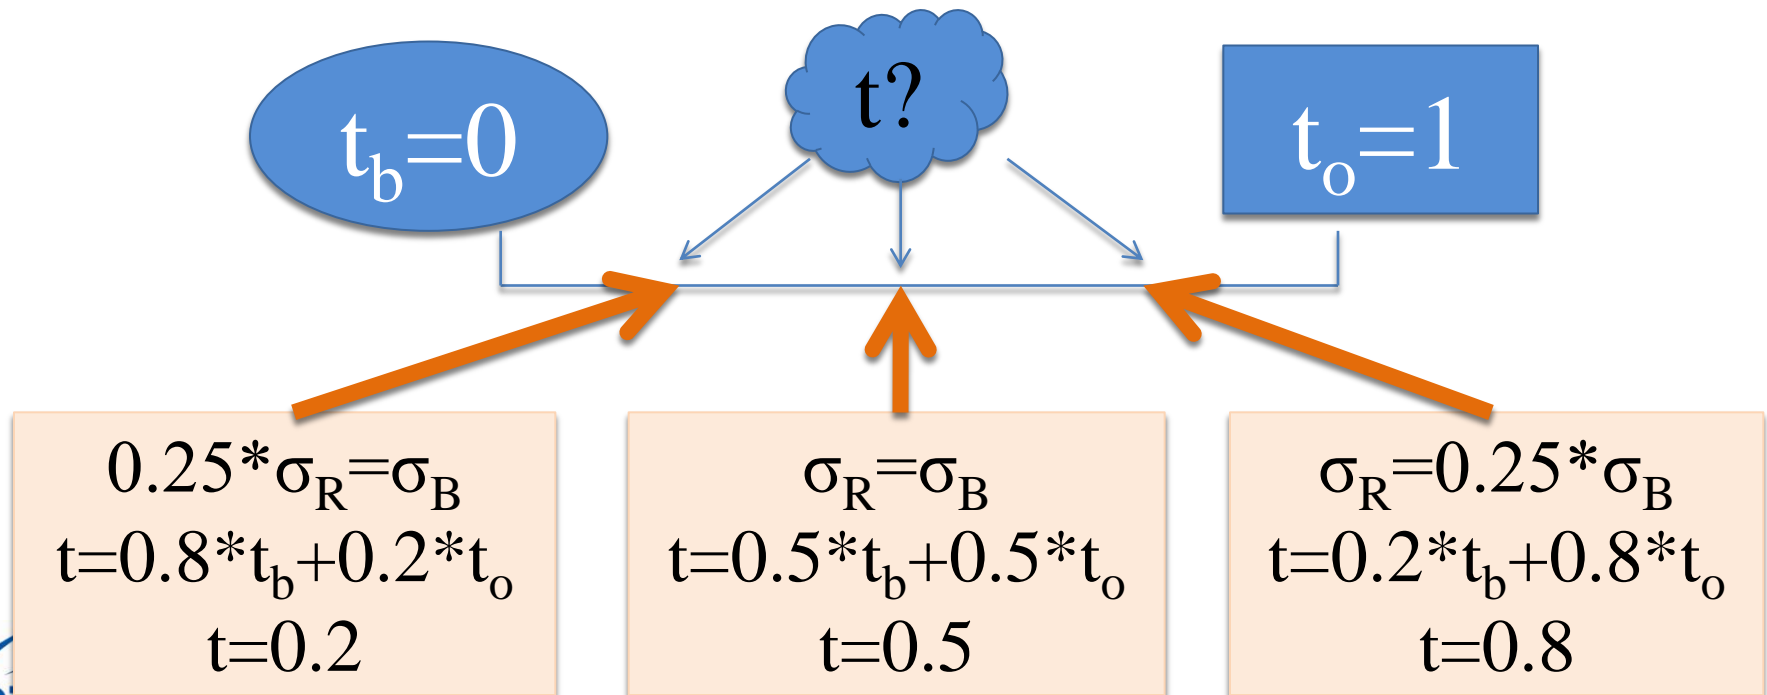 t_b=0
t?
t_o=1
0.25*σ_R=σ_B
t=0.8*t_b+0.2*t_o
t=0.2
σ_R=σ_B
t=0.5*t_b+0.5*t_o
t=0.5
σ_R=0.25*σ_B
t=0.2*t_b+0.8*t_o
t=0.8